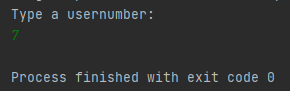 Type a usernumber:
7
Process finished with exit code 0